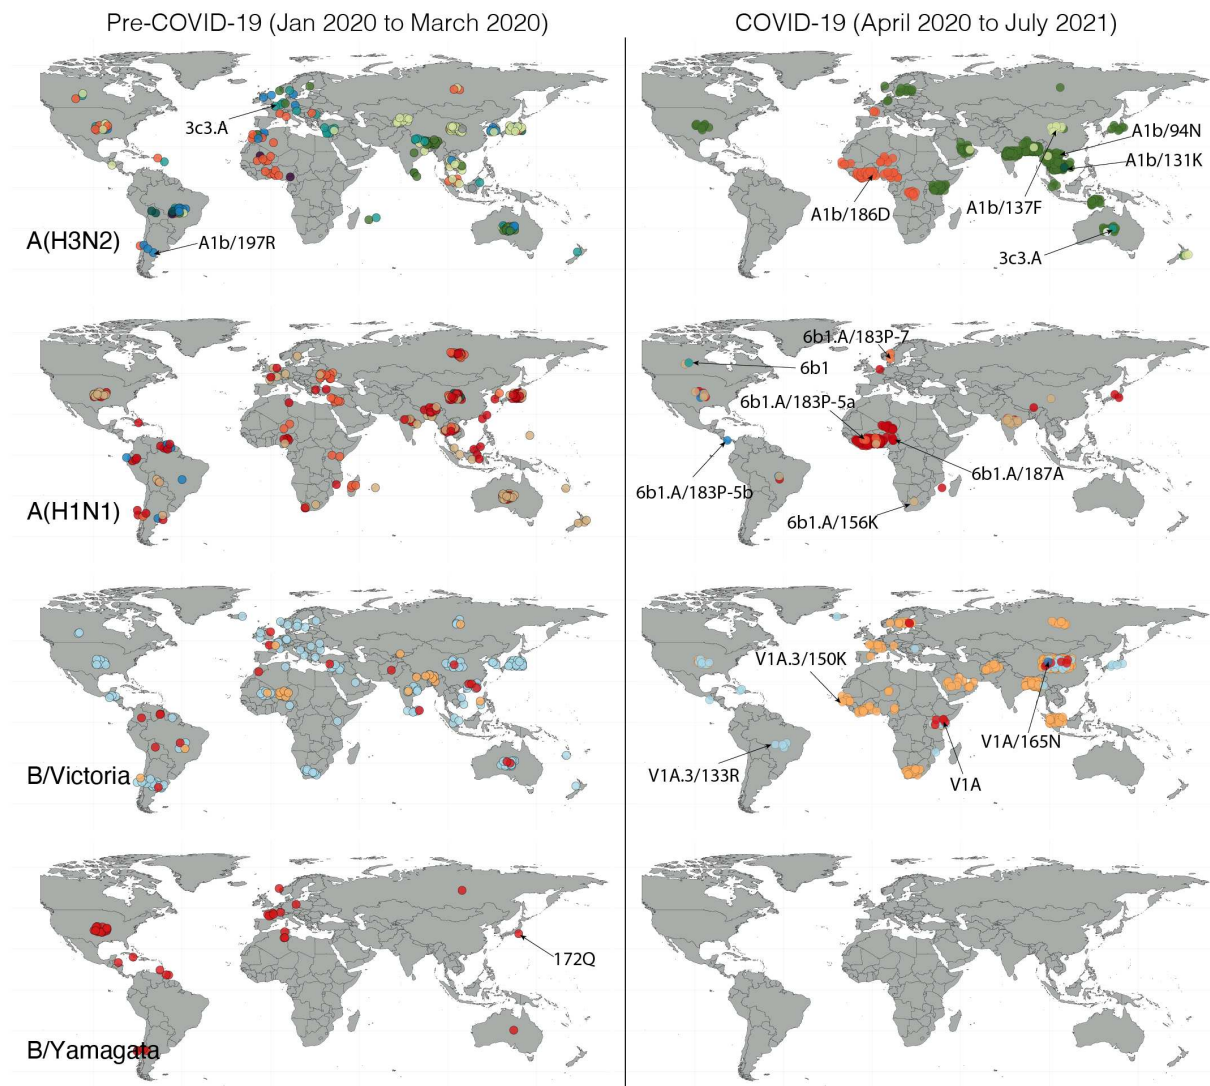 Pre-COVID-19 (Jan 2020 to March 2020)
COVID-19 (April 2020 to July 2021)
3c3.A
A1b/197R
A(H3N2)
A1b/94N
A1b/131K
A1b/186D
A1b/137F
3c3.A
A(H1N1)
6b1.A/183P-7
6b1
6b1.A/183P-5a
6b1.A/187A
6b1.A/183P-5b
6b1.A/156K
B/Victoria
V1A.3/150K
V1A/165N
V1A.3/133R
V1A
172Q
B/Yamagata